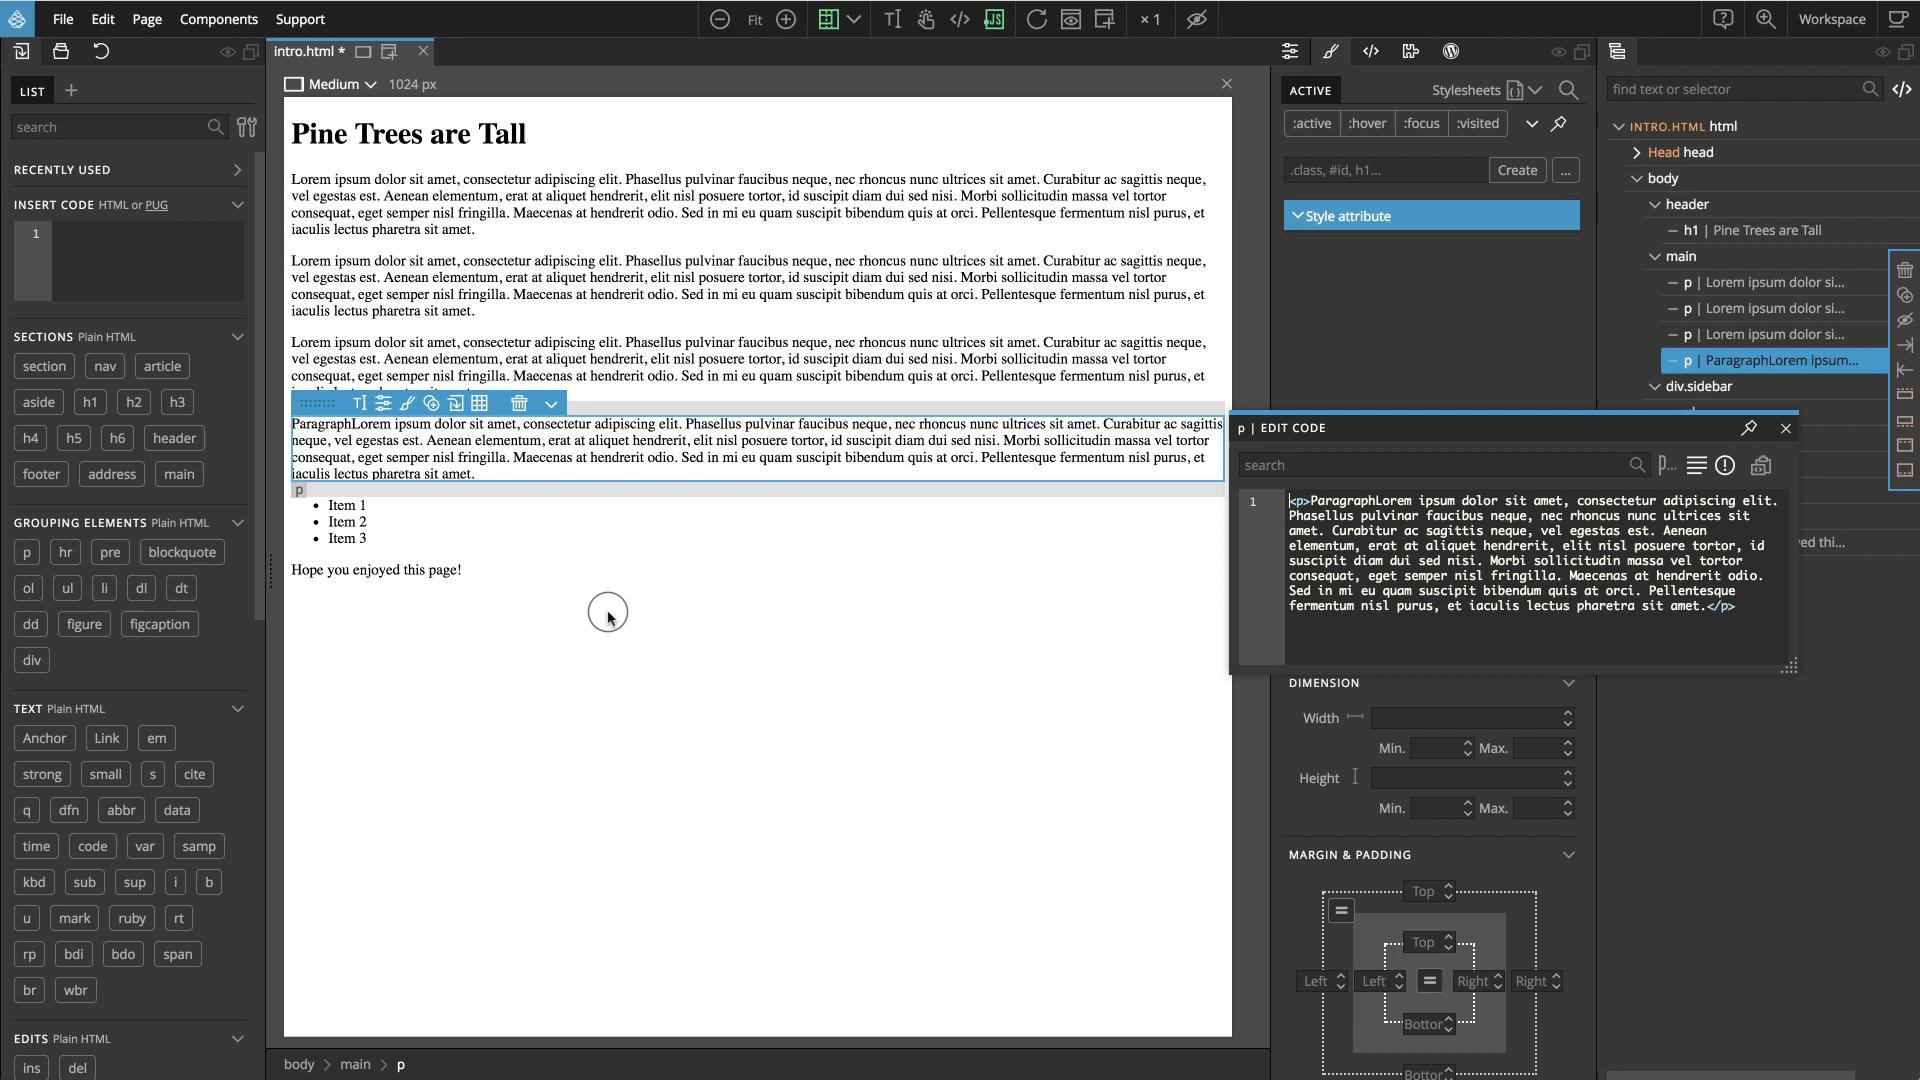 File Edit Page Components Support
Fit
JS
× 1
Workspace
intro.html *
LIST
Medium 1024 px
search
RECENTLY USED
INSERT CODE HTML or PUG
1
SECTIONS Plain HTML
section nav article
aside h1 h2 h3
h4 h5 h6 header
footer address main
GROUPING ELEMENTS Plain HTML
p hr pre blockquote
ol ul li dl dt
dd figure figcaption
div
TEXT Plain HTML
Anchor Link em
strong small s cite
q dfn abbr data
time code var samp
kbd sub sup i b
u mark ruby rt
rp bdi bdo span
br wbr
EDITS Plain HTML
ins del
Pine Trees are Tall
Lorem ipsum dolor sit amet, consectetur adipiscing elit. Phasellus pulvinar faucibus neque, nec rhoncus nunc ultrices sit amet. Curabitur ac sagittis neque,
vel egestas est. Aenean elementum, erat at aliquet hendrerit, elit nisl posuere tortor, id suscipit diam dui sed nisi. Morbi sollicitudin massa vel tortor
consequat, eget semper nisl fringilla. Maecenas at hendrerit odio. Sed in mi eu quam suscipit bibendum quis at orci. Pellentesque fermentum nisl purus, et
iaculis lectus pharetra sit amet.
Lorem ipsum dolor sit amet, consectetur adipiscing elit. Phasellus pulvinar faucibus neque, nec rhoncus nunc ultrices sit amet. Curabitur ac sagittis neque,
vel egestas est. Aenean elementum, erat at aliquet hendrerit, elit nisl posuere tortor, id suscipit diam dui sed nisi. Morbi sollicitudin massa vel tortor
consequat, eget semper nisl fringilla. Maecenas at hendrerit odio. Sed in mi eu quam suscipit bibendum quis at orci. Pellentesque fermentum nisl purus, et
iaculis lectus pharetra sit amet.
Lorem ipsum dolor sit amet, consectetur adipiscing elit. Phasellus pulvinar faucibus neque, nec rhoncus nunc ultrices sit amet. Curabitur ac sagittis neque,
vel egestas est. Aenean elementum, erat at aliquet hendrerit, elit nisl posuere tortor, id suscipit diam dui sed nisi. Morbi sollicitudin massa vel tortor
consequat, eget semper nisl fringilla. Maecenas at hendrerit odio. Sed in mi eu quam suscipit bibendum quis at orci. Pellentesque fermentum nisl purus, et
ParagraphLorem ipsum dolor sit amet, consectetur adipiscing elit. Phasellus pulvinar faucibus neque, nec rhoncus nunc ultrices sit amet. Curabitur ac sagittis
neque, vel egestas est. Aenean elementum, erat at aliquet hendrerit, elit nisl posuere tortor, id suscipit diam dui sed nisi. Morbi sollicitudin massa vel tortor
consequat, eget semper nisl fringilla. Maecenas at hendrerit odio. Sed in mi eu quam suscipit bibendum quis at orci. Pellentesque fermentum nisl purus, et
iaculis lectus pharetra sit amet.
p
• Item 1
• Item 2
• Item 3
Hope you enjoyed this page!
body > main > p
ACTIVE Stylesheets
:active :hover :focus :visited
.class, #id, h1...
Create ...
Style attribute
p | EDIT CODE
search
p...
1
<p>ParagraphLorem ipsum dolor sit amet, consectetur adipiscing elit.
Phasellus pulvinar faucibus neque, nec rhoncus nunc ultrices sit
amet. Curabitur ac sagittis neque, vel egestas est. Aenean
elementum, erat at aliquet hendrerit, elit nisl posuere tortor, id
suscipit diam dui sed nisi. Morbi sollicitudin massa vel tortor
consequat, eget semper nisl fringilla. Maecenas at hendrerit odio.
Sed in mi eu quam suscipit bibendum quis at orci. Pellentesque
fermentum nisl purus, et iaculis lectus pharetra sit amet.</p>
DIMENSION
Width
Min. Max.
Height
Min. Max.
MARGIN & PADDING
Top
=
Top
Left Left = Right Right
Bottor
Bottor
find text or selector
INTRO.HTML html
Head head
body
header
h1 | Pine Trees are Tall
main
p | Lorem ipsum dolor si...
p | Lorem ipsum dolor si...
p | Lorem ipsum dolor si...
p | ParagraphLorem ipsum...
div.sidebar
ed thi...